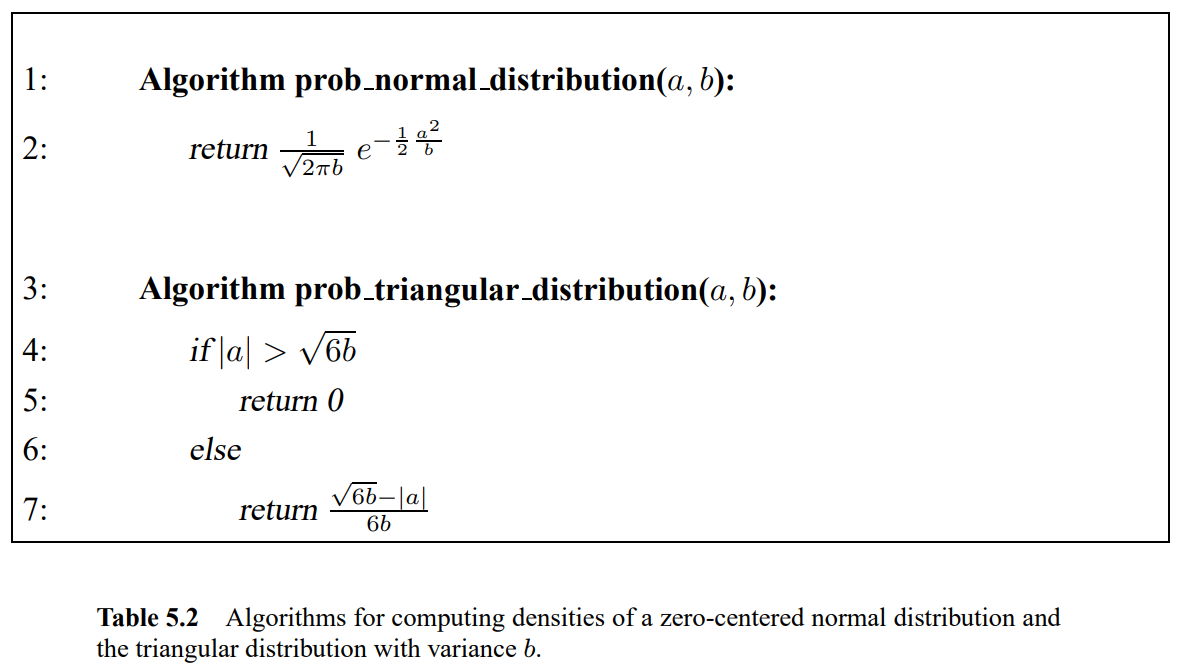 1: Algorithm prob_normal_distribution(a, b):
2: return \frac{1}{\sqrt{2\pi b}} e^{-\frac{1}{2}\frac{a^2}{b}}
3: Algorithm prob_triangular_distribution(a, b):
4: if |a| > \sqrt{6b}
5: return 0
6: else
7: return \frac{\sqrt{6b}-|a|}{6b}
Table 5.2 Algorithms for computing densities of a zero-centered normal distribution and
the triangular distribution with variance b.